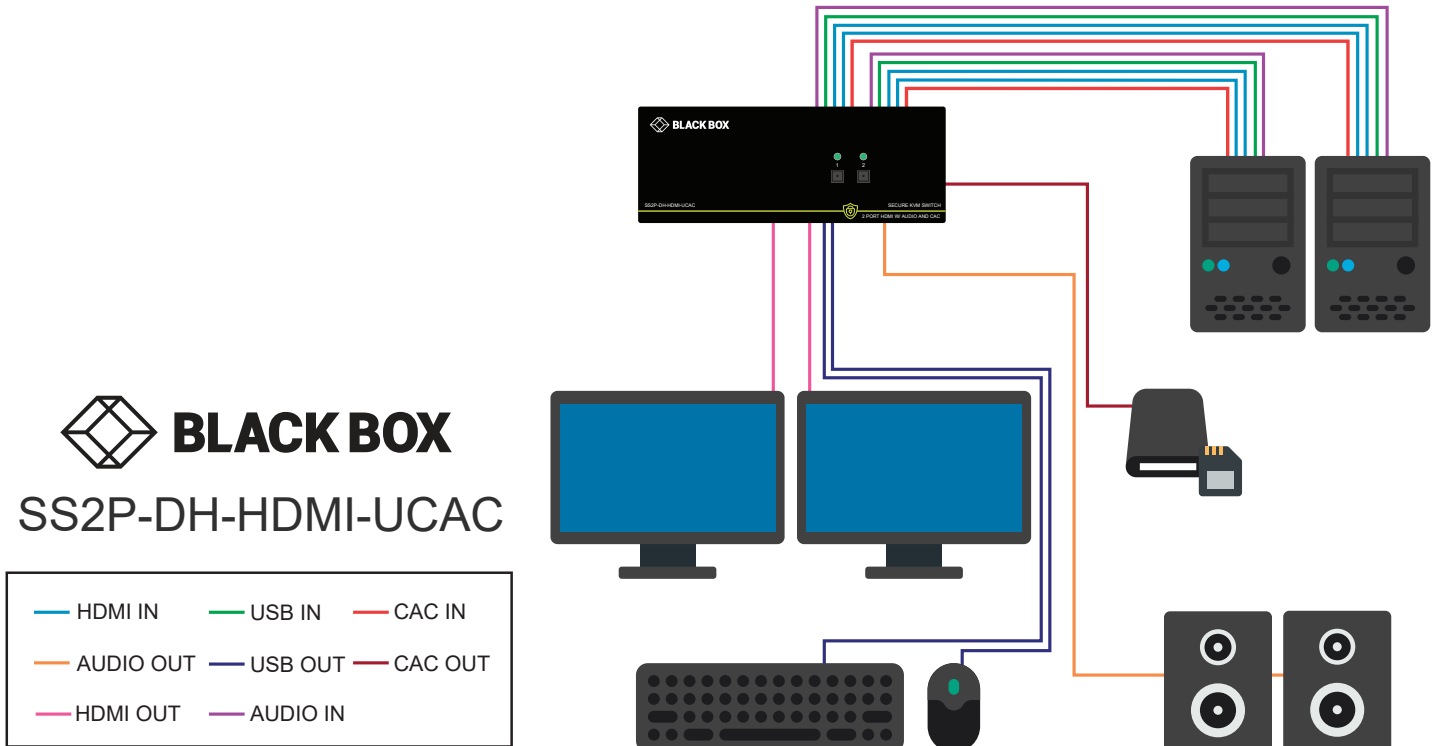 BLACK BOX
1 2
SS2P-DH-HDMI-UCAC
SECURE KVM SWITCH
2 PORT HDMI W/ AUDIO AND CAC
BLACK BOX
SS2P-DH-HDMI-UCAC
HDMI IN USB IN CAC IN
AUDIO OUT USB OUT CAC OUT
HDMI OUT AUDIO IN